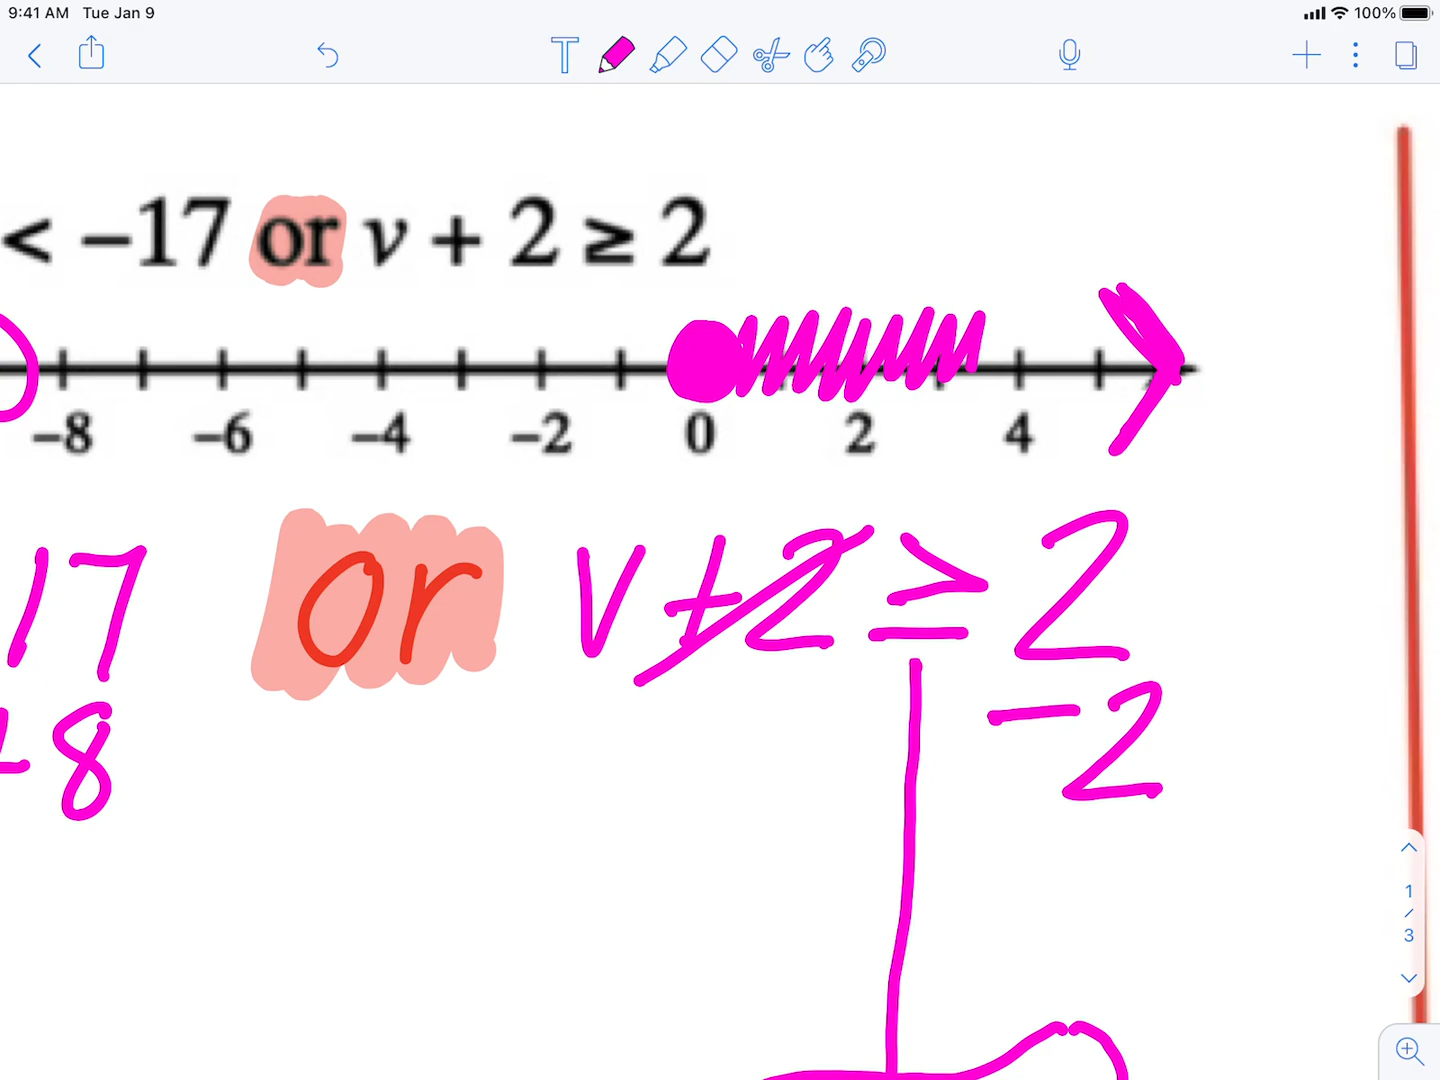 9:41 AM Tue Jan 9 100%
T
< −17 or v + 2 ≥ 2
−8 −6 −4 −2 0 2 4
17 or v+2 ≥ 2
8 −2
1
/
3